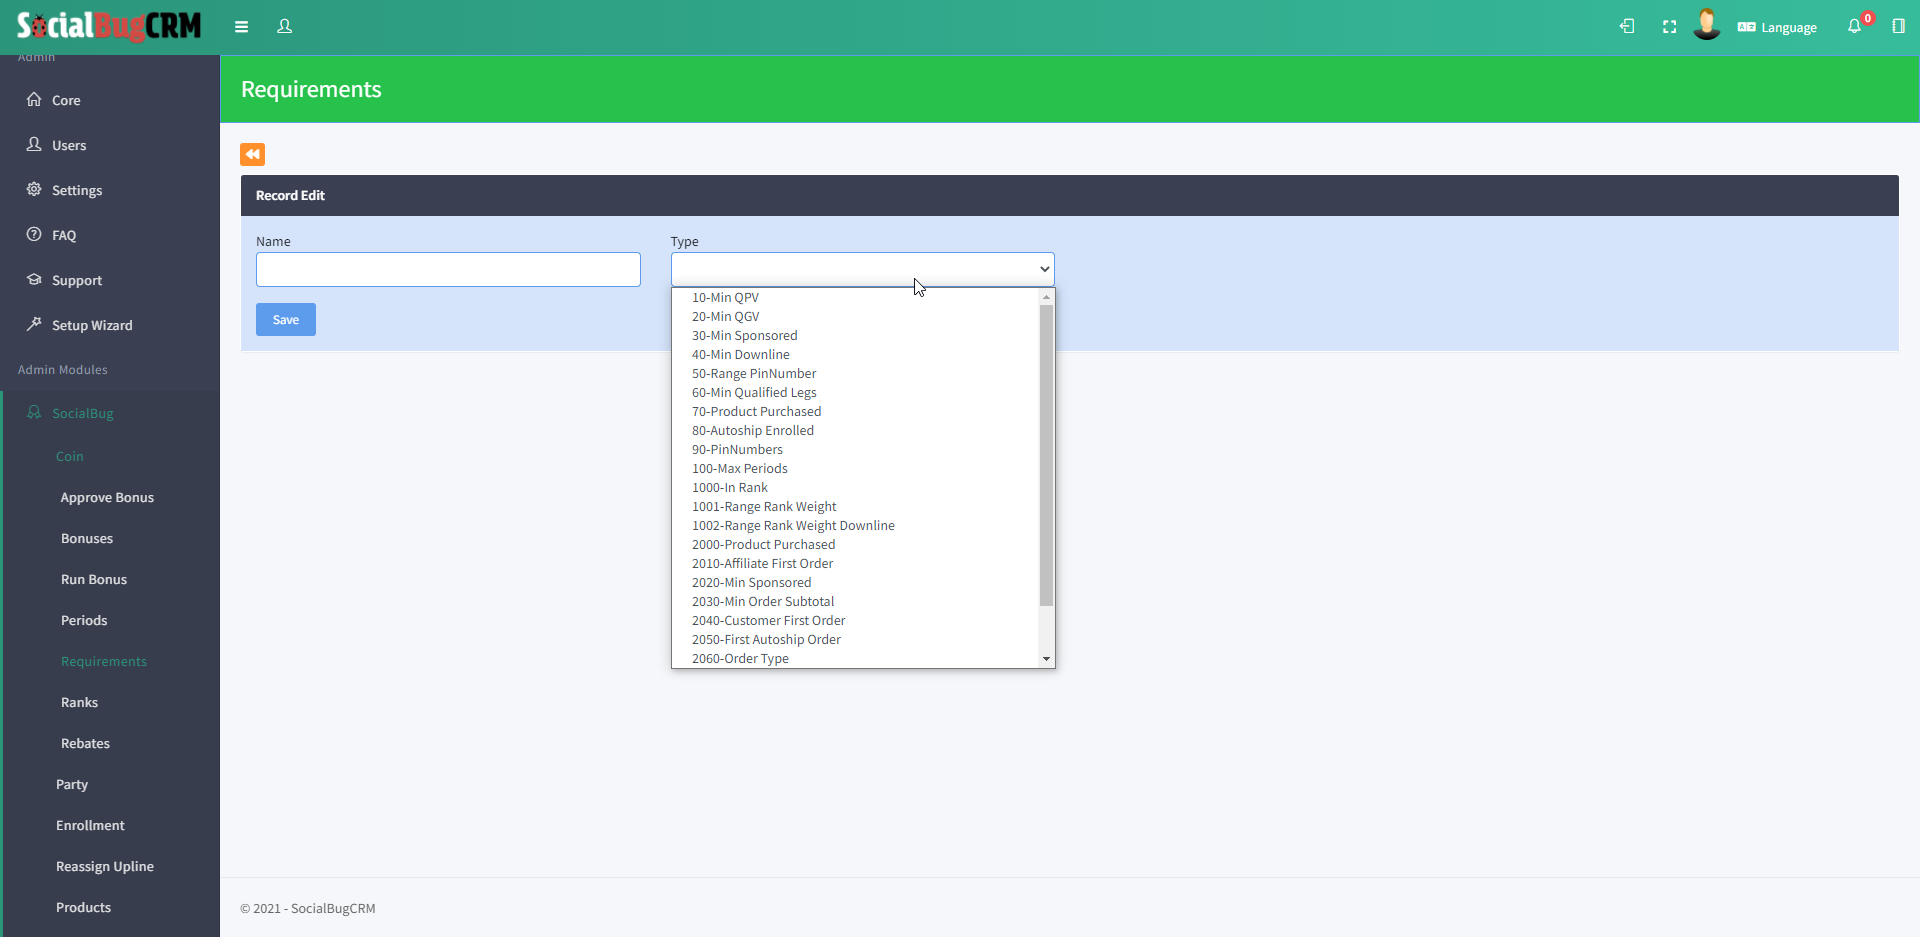 SocialBugCRM
Language
0
Admin
Core
Users
Settings
FAQ
Support
Setup Wizard
Admin Modules
SocialBug
Coin
Approve Bonus
Bonuses
Run Bonus
Periods
Requirements
Ranks
Rebates
Party
Enrollment
Reassign Upline
Products
Requirements
Record Edit
Name
Type
Save
10-Min QPV
20-Min QGV
30-Min Sponsored
40-Min Downline
50-Range PinNumber
60-Min Qualified Legs
70-Product Purchased
80-Autoship Enrolled
90-PinNumbers
100-Max Periods
1000-In Rank
1001-Range Rank Weight
1002-Range Rank Weight Downline
2000-Product Purchased
2010-Affiliate First Order
2020-Min Sponsored
2030-Min Order Subtotal
2040-Customer First Order
2050-First Autoship Order
2060-Order Type
© 2021 - SocialBugCRM